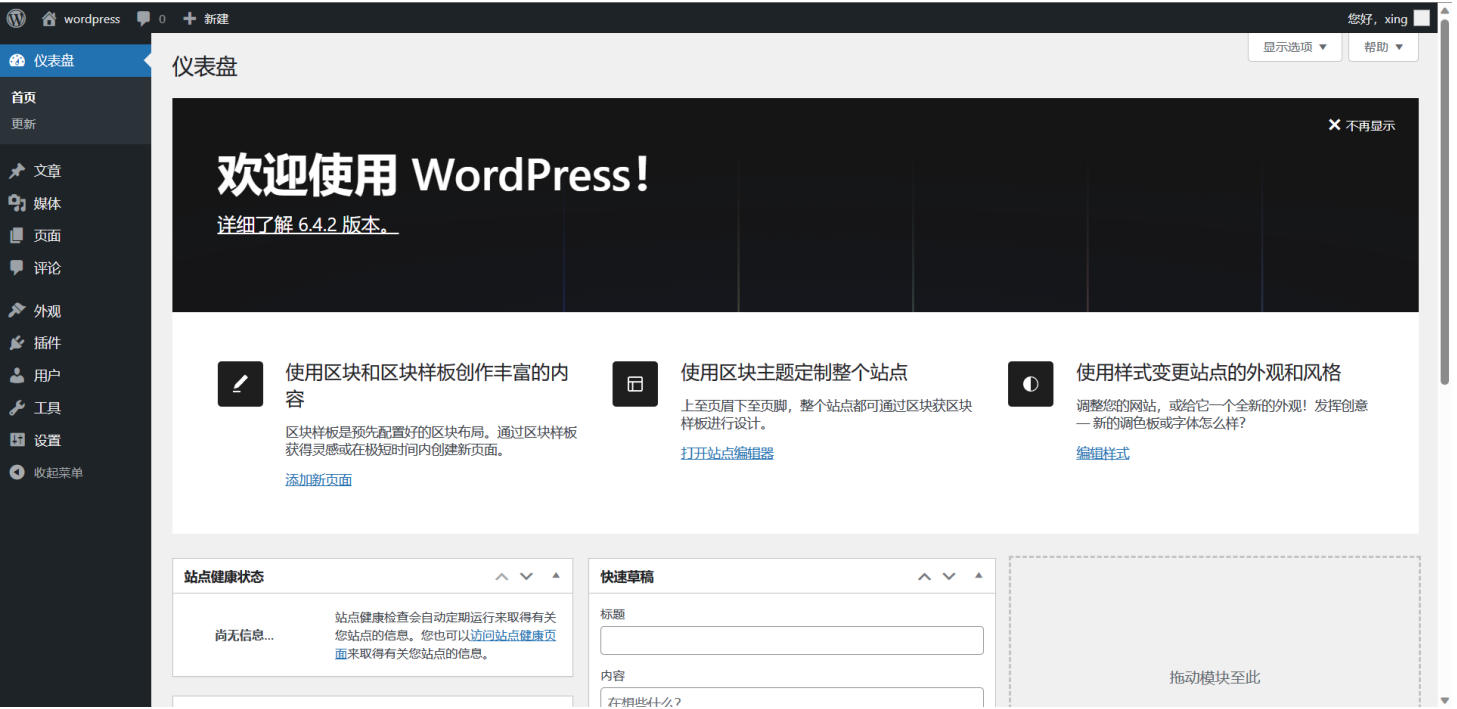 wordpress 0 新建
您好，xing
仪表盘
首页
更新
文章
媒体
页面
评论
外观
插件
用户
工具
设置
收起菜单
显示选项
帮助
仪表盘
不再显示
欢迎使用 WordPress！
详细了解 6.4.2 版本。
使用区块和区块样板创作丰富的内
容
区块样板是预先配置好的区块布局。通过区块样板
获得灵感或在极短时间内创建新页面。
添加新页面
使用区块主题定制整个站点
上至页眉下至页脚，整个站点都可通过区块获区块
样板进行设计。
打开站点编辑器
使用样式变更站点的外观和风格
调整您的网站，或给它一个全新的外观！发挥创意
— 新的调色板或字体怎么样？
编辑样式
站点健康状态
尚无信息...
站点健康检查会自动定期运行来取得有关
您站点的信息。您也可以访问站点健康页
面来取得有关您站点的信息。
快速草稿
标题
内容
在想些什么？
拖动模块至此